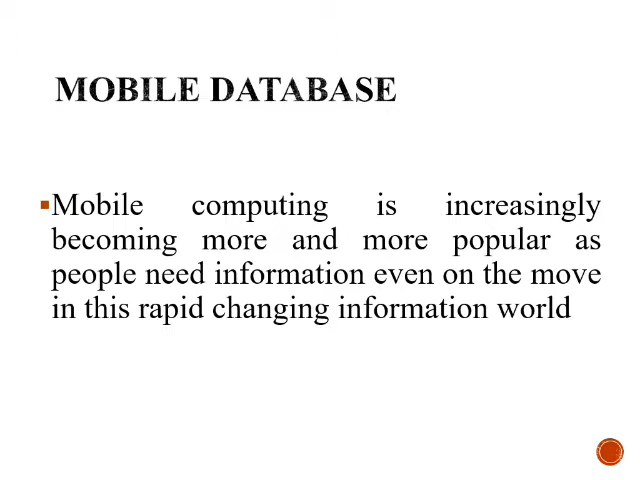 MOBILE DATABASE
▪Mobile computing is increasingly
becoming more and more popular as
people need information even on the move
in this rapid changing information world